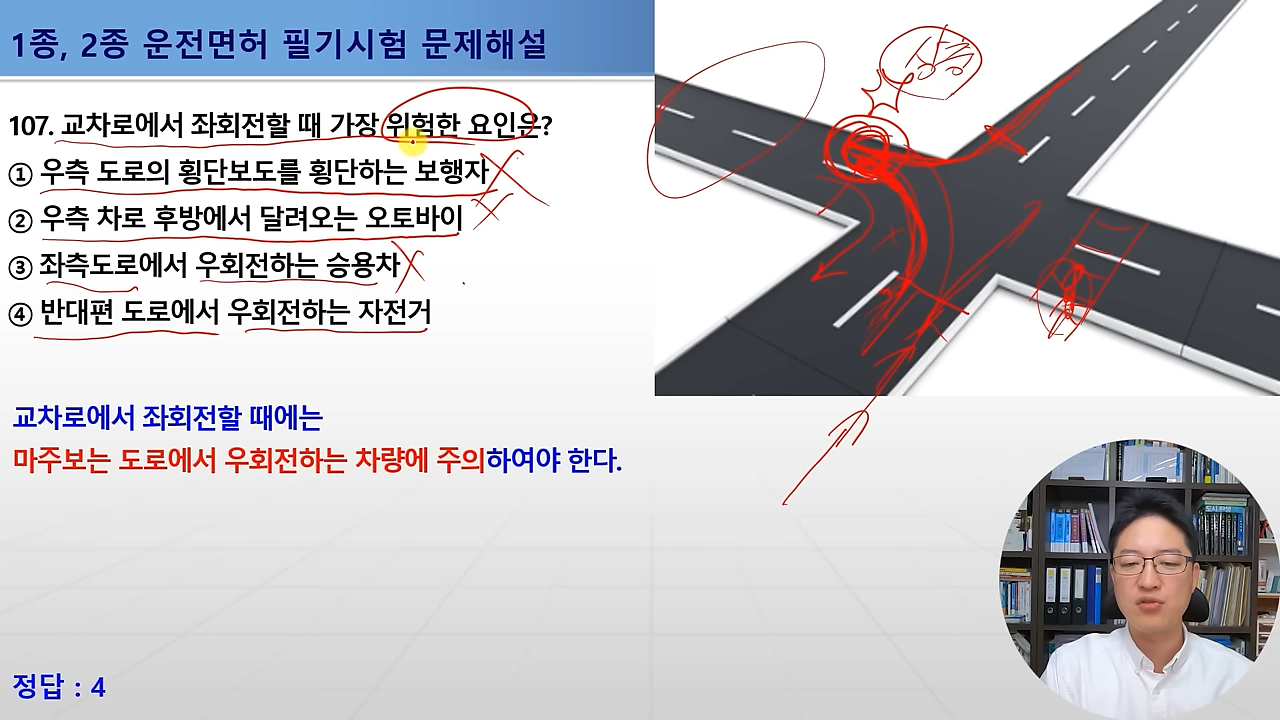 1종, 2종 운전면허 필기시험 문제해설
107. 교차로에서 좌회전할 때 가장 위험한 요인은?
① 우측 도로의 횡단보도를 횡단하는 보행자
② 우측 차로 후방에서 달려오는 오토바이
③ 좌측도로에서 우회전하는 승용차
④ 반대편 도로에서 우회전하는 자전거
교차로에서 좌회전할 때에는
마주보는 도로에서 우회전하는 차량에 주의하여야 한다.
정답 : 4